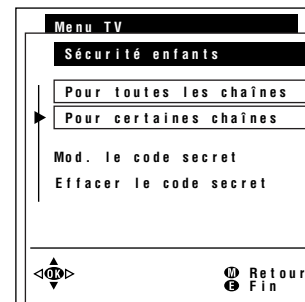 Menu TV
Sécurité enfants
Pour toutes les chaînes
Pour certaines chaînes
Mod. le code secret
Effacer le code secret
OK
M Retour
E Fin